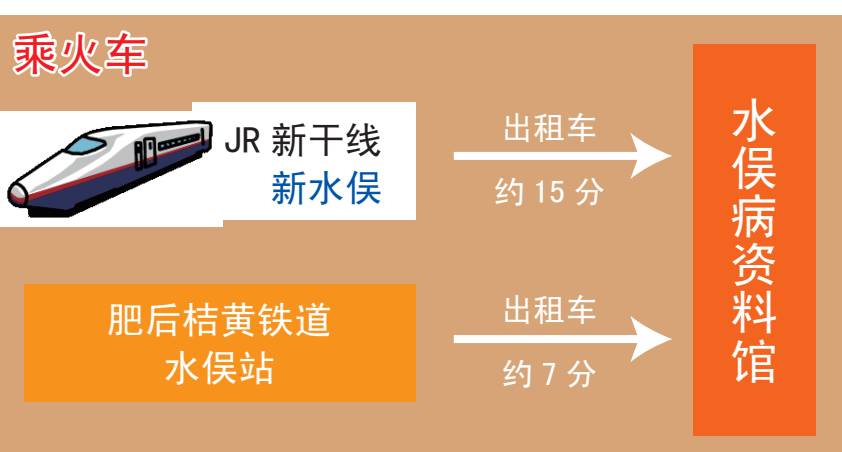 乘火车
JR 新干线
新水俣
出租车
约 15 分
肥后桔黄铁道
水俣站
出租车
约 7 分
水俣病资料馆